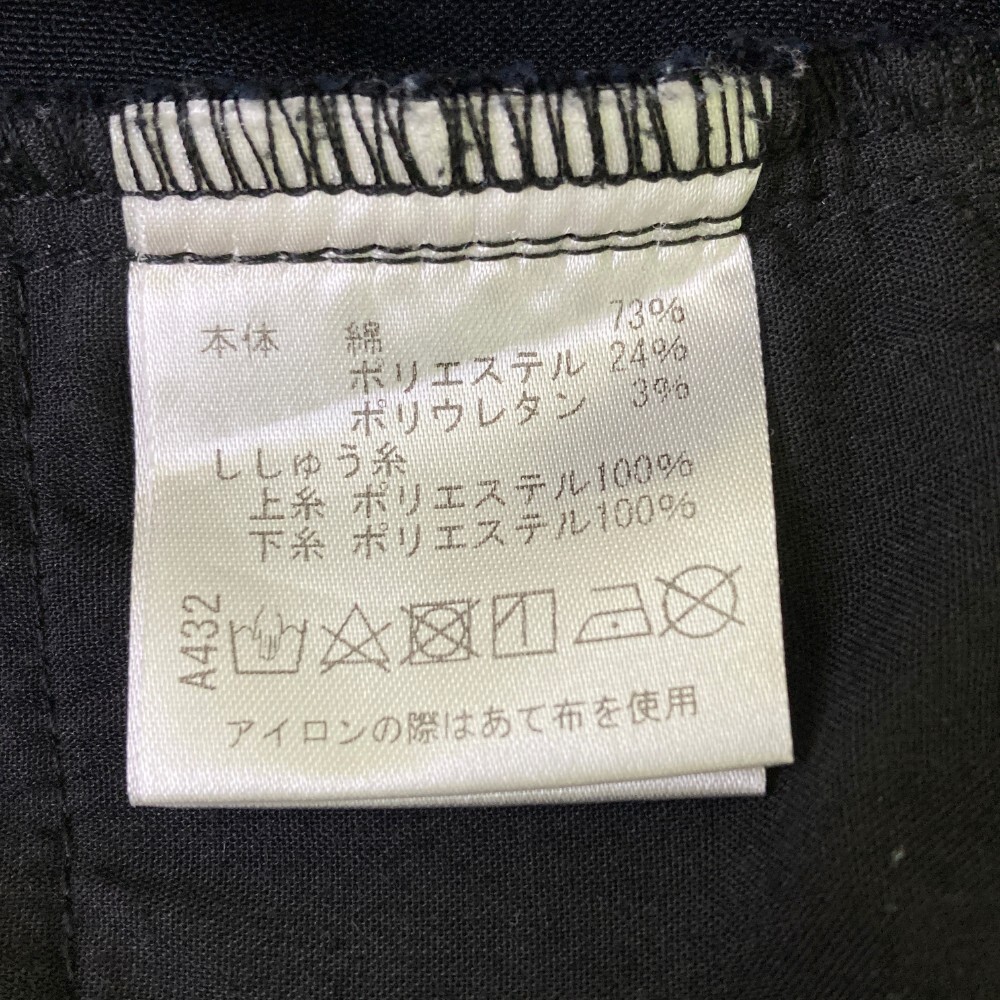 本体 綿 73%
ポリエステル 24%
ポリウレタン 3%
ししゅう糸
上糸 ポリエステル100%
下糸 ポリエステル100%
A432
アイロンの際はあて布を使用